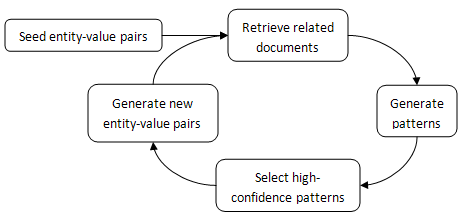 Seed entity-value pairs
Retrieve related
documents
Generate new
entity-value pairs
Generate
patterns
Select high-
confidence patterns